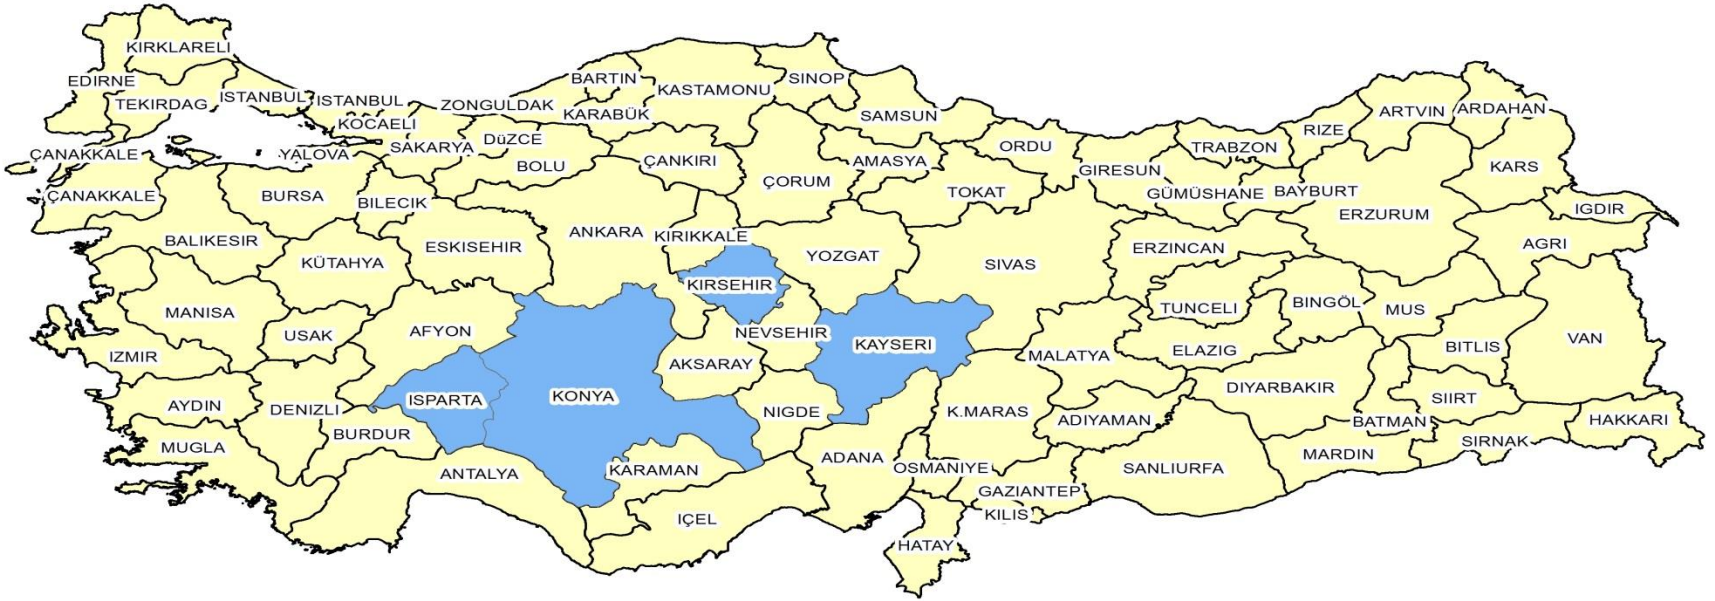 KIRKLARELI
EDIRNE
TEKIRDAG
ISTANBUL
ISTANBUL
KOCAELI
ZONGULDAK
BARTIN
KARABÜK
KASTAMONU
SINOP
SAMSUN
ORDU
GIRESUN
TRABZON
RIZE
ARTVIN
ARDAHAN
KARS
ÇANAKKALE
ÇANAKKALE
YALOVA
SAKARYA
DüZCE
BOLU
ÇANKIRI
ÇORUM
AMASYA
TOKAT
GÜMÜSHANE
BAYBURT
ERZURUM
IGDIR
AGRI
BURSA
BILECIK
BALIKESIR
KÜTAHYA
ESKISEHIR
ANKARA
KIRIKKALE
YOZGAT
SIVAS
ERZINCAN
TUNCELI
BINGÖL
MUS
KIRSEHIR
MANISA
USAK
AFYON
NEVSEHIR
KAYSERI
MALATYA
ELAZIG
BITLIS
VAN
IZMIR
AKSARAY
AYDIN
DENIZLI
ISPARTA
KONYA
NIGDE
K.MARAS
ADIYAMAN
DIYARBAKIR
BATMAN
SIIRT
HAKKARI
MUGLA
BURDUR
ANTALYA
KARAMAN
ADANA
OSMANIYE
GAZIANTEP
KILIS
SANLIURFA
MARDIN
SIRNAK
IÇEL
HATAY